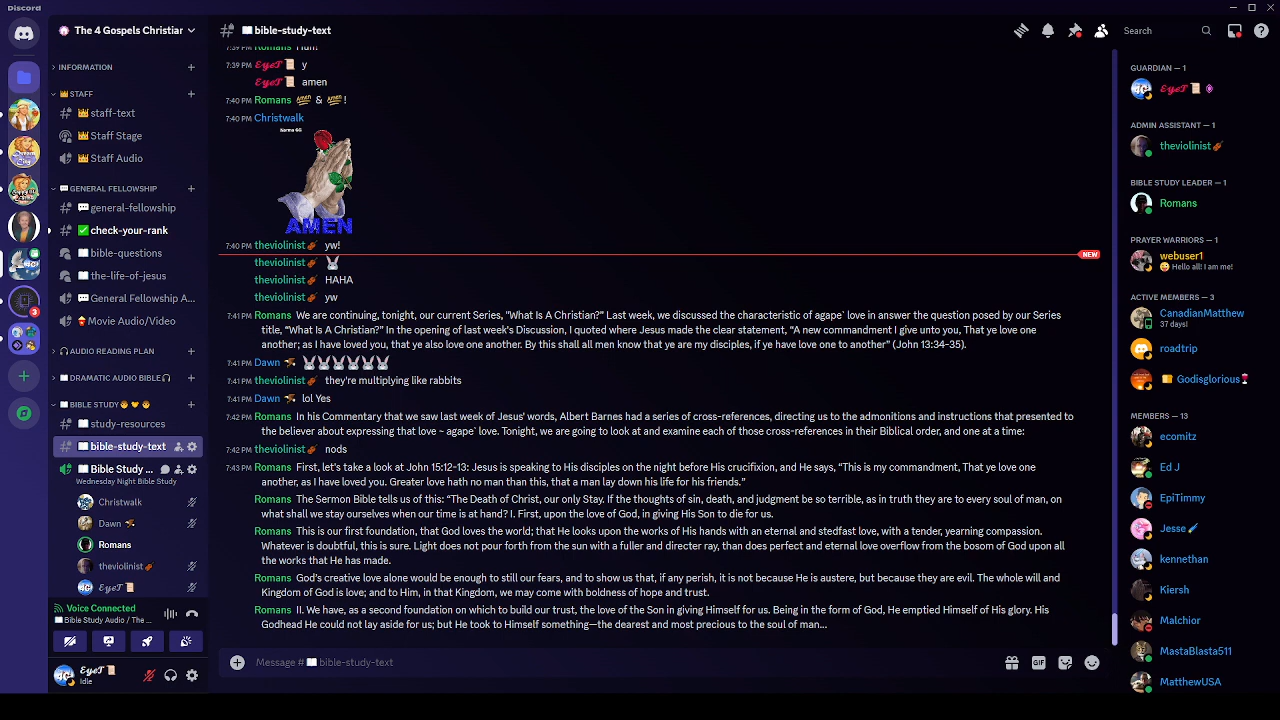 Discord
The 4 Gospels Christiar
INFORMATION
STAFF
staff-text
Staff Stage
Staff Audio
GENERAL FELLOWSHIP
general-fellowship
check-your-rank
bible-questions
the-life-of-jesus
General Fellowship A...
Movie Audio/Video
AUDIO READING PLAN
DRAMATIC AUDIO BIBLE
BIBLE STUDY
study-resources
bible-study-text
Bible Study ...
Wednesday Night Bible Study
Christwalk
Dawn
Romans
theviolinist
EyeT
Voice Connected
Bible Study Audio / The ...
EyeT
Idle
3
bible-study-text
Search
7:39 PM Romans Huh!
7:39 PM EyeT y
EyeT amen
7:40 PM Romans Amen & Amen !
7:40 PM Christwalk
Norma GG
AMEN
7:40 PM theviolinist yw!
NEW
theviolinist
theviolinist HAHA
theviolinist yw
7:41 PM Romans We are continuing, tonight, our current Series, "What Is A Christian?" Last week, we discussed the characteristic of agape` love in answer the question posed by our Series
title, "What Is A Christian?" In the opening of last week's Discussion, I quoted where Jesus made the clear statement, "A new commandment I give unto you, That ye love one
another; as I have loved you, that ye also love one another. By this shall all men know that ye are my disciples, if ye have love one to another" (John 13:34-35).
7:41 PM Dawn
7:41 PM theviolinist they're multiplying like rabbits
7:41 PM Dawn lol Yes
7:42 PM Romans In his Commentary that we saw last week of Jesus' words, Albert Barnes had a series of cross-references, directing us to the admonitions and instructions that presented to
the believer about expressing that love ~ agape` love. Tonight, we are going to look at and examine each of those cross-references in their Biblical order, and one at a time:
7:42 PM theviolinist nods
7:43 PM Romans First, let's take a look at John 15:12-13: Jesus is speaking to His disciples on the night before His crucifixion, and He says, "This is my commandment, That ye love one
another, as I have loved you. Greater love hath no man than this, that a man lay down his life for his friends."
Romans The Sermon Bible tells us of this: "The Death of Christ, our only Stay. If the thoughts of sin, death, and judgment be so terrible, as in truth they are to every soul of man, on
what shall we stay ourselves when our time is at hand? I. First, upon the love of God, in giving His Son to die for us.
Romans This is our first foundation, that God loves the world; that He looks upon the works of His hands with an eternal and stedfast love, with a tender, yearning compassion.
Whatever is doubtful, this is sure. Light does not pour forth from the sun with a fuller and directer ray, than does perfect and eternal love overflow from the bosom of God upon all
the works that He has made.
Romans God's creative love alone would be enough to still our fears, and to show us that, if any perish, it is not because He is austere, but because they are evil. The whole will and
Kingdom of God is love; and to Him, in that Kingdom, we may come with boldness of hope and trust.
Romans II. We have, as a second foundation on which to build our trust, the love of the Son in giving Himself for us. Being in the form of God, He emptied Himself of His glory. His
Godhead He could not lay aside for us; but He took to Himself something—the dearest and most precious to the soul of man...
Message # bible-study-text
GIF
GUARDIAN — 1
EyeT
ADMIN ASSISTANT — 1
theviolinist
BIBLE STUDY LEADER — 1
Romans
PRAYER WARRIORS — 1
webuser1
Hello all! I am me!
ACTIVE MEMBERS — 3
CanadianMatthew
37 days!
roadtrip
Godisglorious
MEMBERS — 13
ecomitz
Ed J
EpiTimmy
Jesse
kennethan
Kiersh
Malchior
MastaBlasta511
MatthewUSA